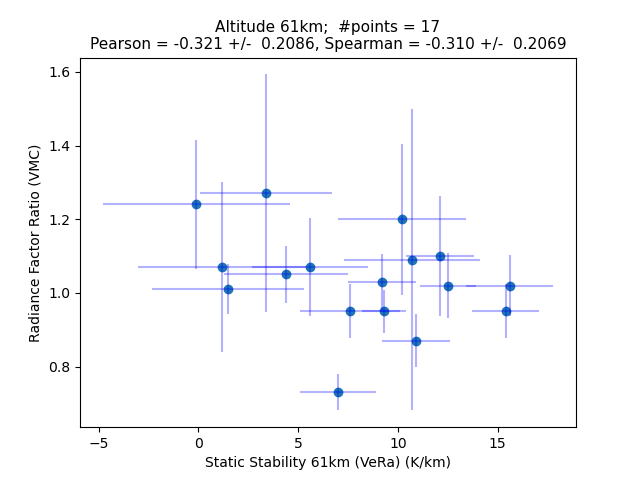 Altitude 61km;  #points = 17
Pearson = -0.321 +/-  0.2086, Spearman = -0.310 +/-  0.2069
1.6
1.4
1.2
1.0
0.8
Radiance Factor Ratio (VMC)
−5
0
5
10
15
Static Stability 61km (VeRa) (K/km)